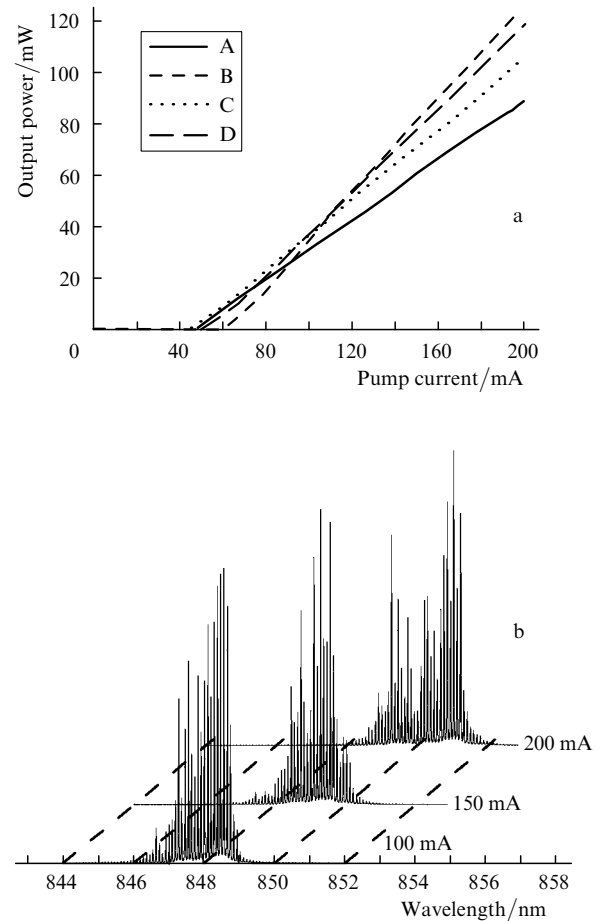 120
100
80
60
40
20
0
40
80
120
160
200
Output power/mW
Pump current/mA
A
B
C
D
a
b
200 mA
150 mA
100 mA
844
846
848
850
852
854
856
858
Wavelength/nm